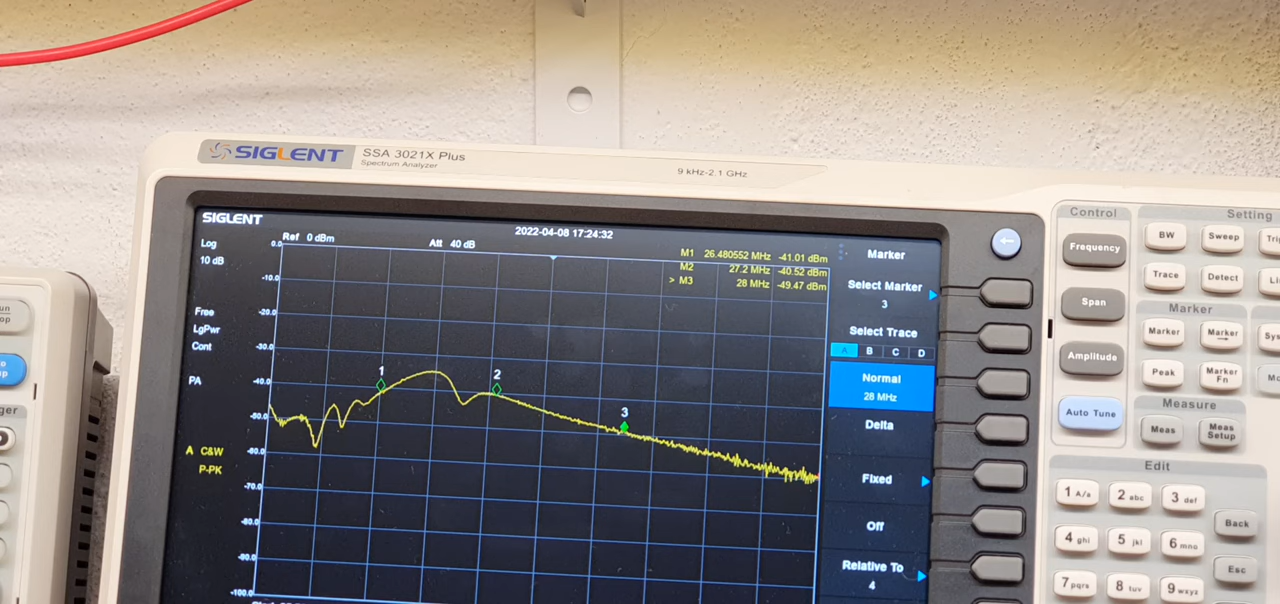 SIGLENT
SSA 3021X Plus
Spectrum Analyzer
9 kHz-2.1 GHz
SIGLENT
2022-04-08 17:24:32
Log
10 dB
Ref 0 dBm
Att 40 dB
M1 26.480552 MHz -41.01 dBm
M2 27.2 MHz -40.52 dBm
> M3 28 MHz -49.47 dBm
0.0
-10.0
-20.0
-30.0
-40.0
-50.0
-60.0
-70.0
-80.0
-90.0
-100.0
Free
LgPwr
Cont
PA
A C&W
P-PK
1
2
3
Marker
Select Marker
3
Select Trace
A B C D
Normal
28 MHz
Delta
Fixed
Off
Relative To
4
Control
Frequency
Span
Amplitude
Auto Tune
Setting
BW
Sweep
Trace
Detect
Marker
Marker
Marker
→
Peak
Marker
Fn
Measure
Meas
Meas
Setup
Edit
1 A/a
2 abc
3 def
Back
4 ghi
5 jkl
6 mno
Esc
7 pqrs
8 tuv
9 wxyz